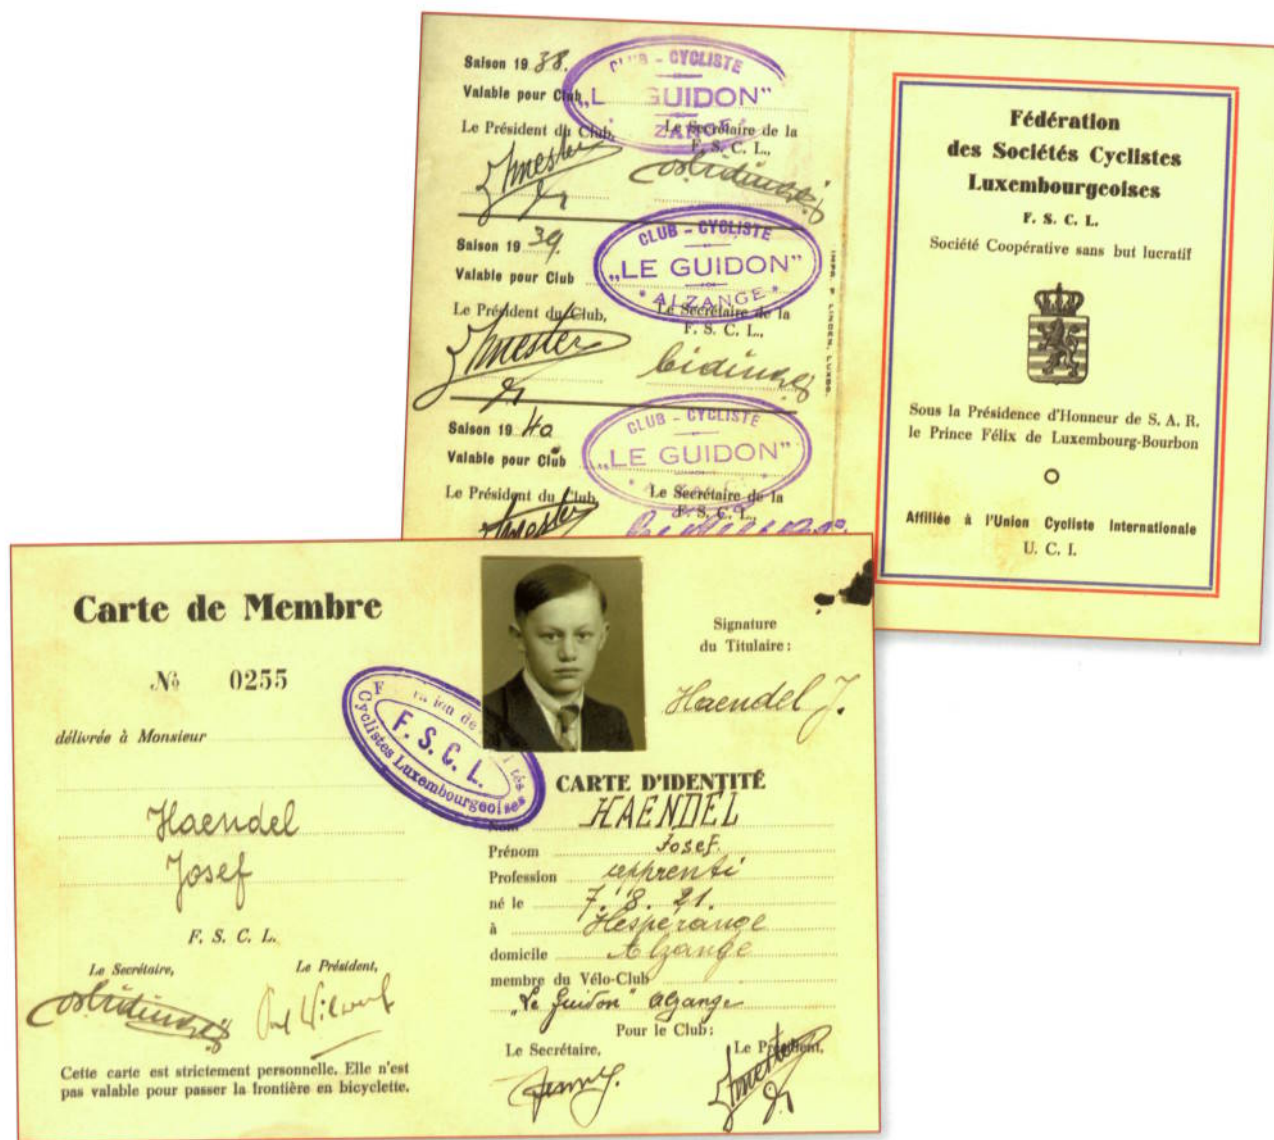 Saison 19 38.
Valable pour Club
CLUB - CYCLISTE
„LE GUIDON"
ALZANGE
Le Président du Club,
Le Secrétaire de la
F. S. C. L.,
Saison 19 39.
Valable pour Club
CLUB - CYCLISTE
„LE GUIDON"
* ALZANGE *
Le Président du Club,
Le Secrétaire de la
F. S. C. L.,
IMPR. P. LINDEN, LUXBG.
Saison 19 40
Valable pour Club
CLUB - CYCLISTE
„LE GUIDON"
Le Président du Club,
Le Secrétaire de la
F. S. C. L.,
Fédération
des Sociétés Cyclistes
Luxembourgeoises
F. S. C. L.
Société Coopérative sans but lucratif
Sous la Présidence d'Honneur de S. A. R.
le Prince Félix de Luxembourg-Bourbon
Affiliée à l'Union Cycliste Internationale
U. C. I.
Carte de Membre
№ 0255
délivrée à Monsieur
Haendel
Josef
F. S. C. L.
Le Secrétaire,
Le Président,
Cette carte est strictement personnelle. Elle n'est
pas valable pour passer la frontière en bicyclette.
F. S. C. L.
Cyclistes Luxembourgeoises
Signature
du Titulaire :
Haendel J.
CARTE D'IDENTITÉ
Nom HAENDEL
Prénom Josef.
Profession apprenti
né le 7. 8. 21.
à Hesperange
domicile Alzange
membre du Vélo-Club
„Le Guidon" Alzange
Pour le Club :
Le Secrétaire,
Le Président,